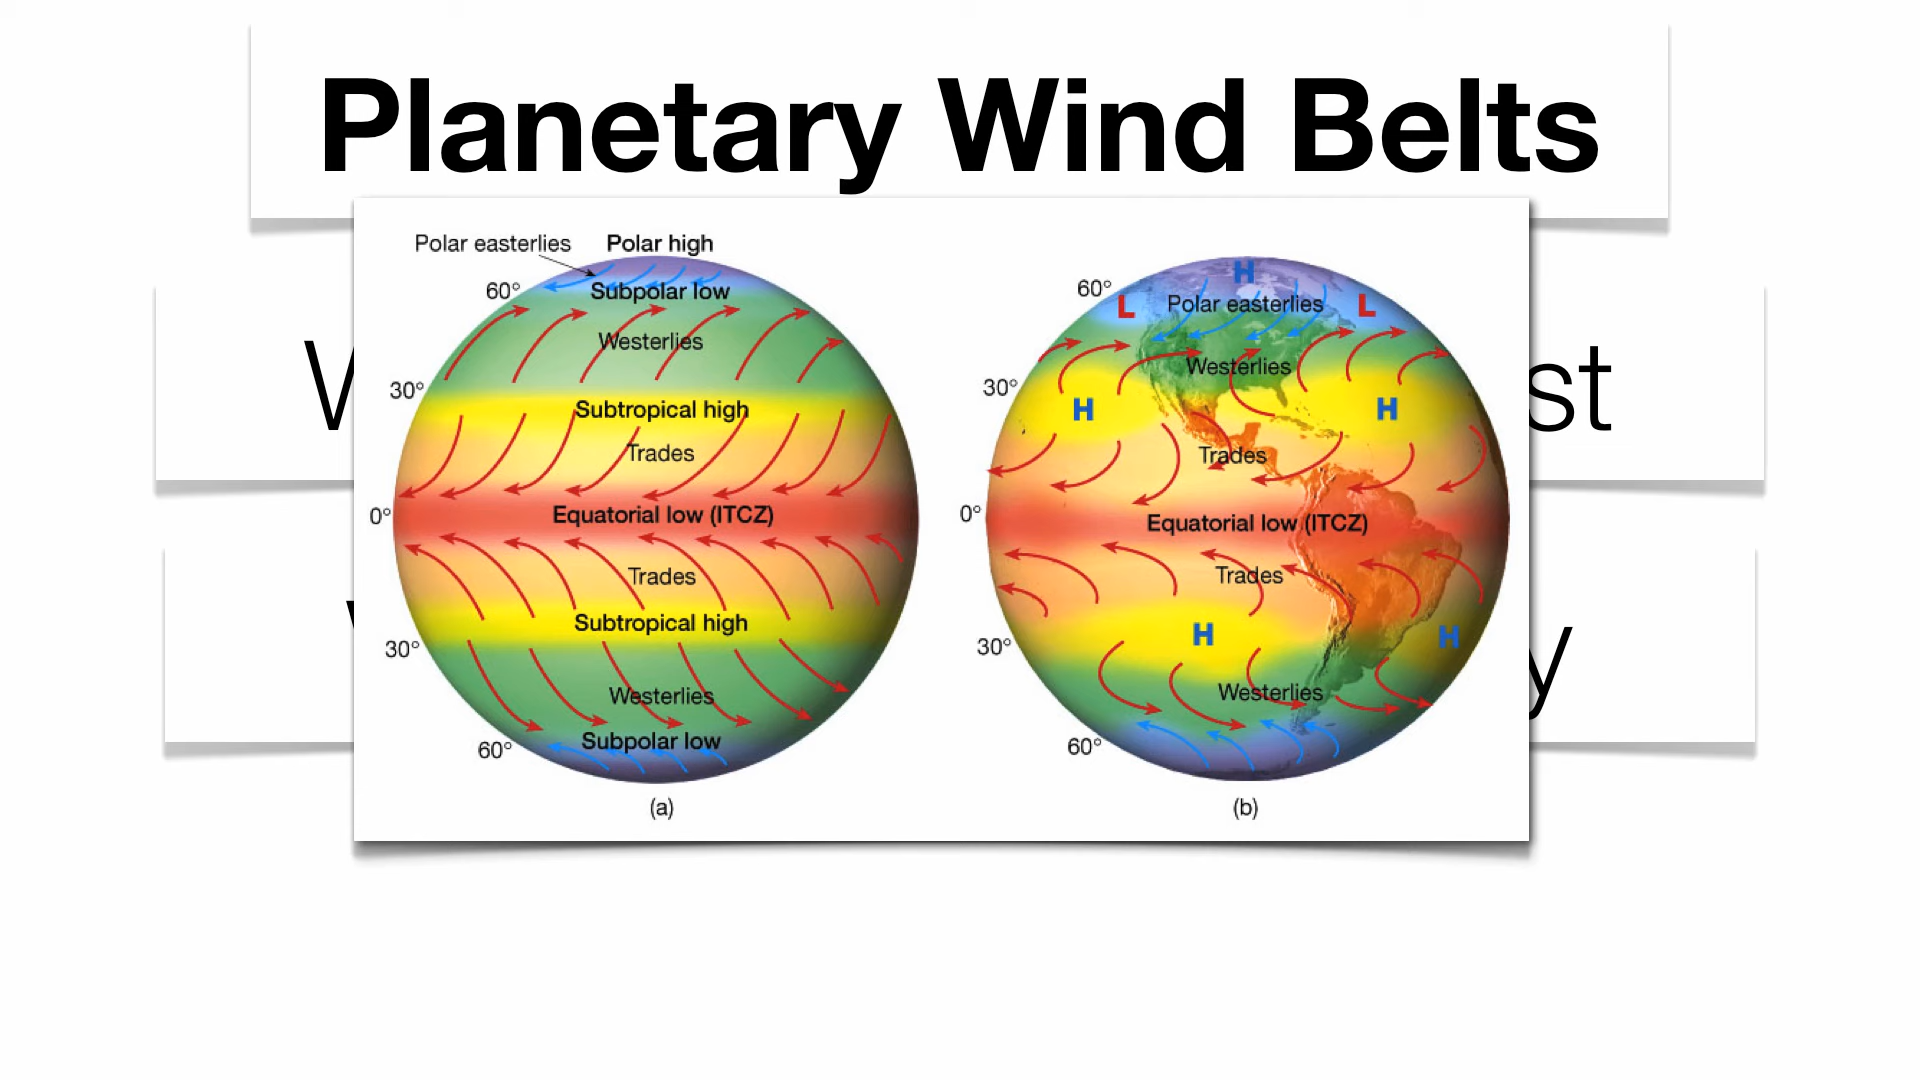 Planetary Wind Belts
Polar easterlies
Polar high
60°
Subpolar low
Westerlies
30°
Subtropical high
Trades
0°
Equatorial low (ITCZ)
Trades
Subtropical high
30°
Westerlies
Subpolar low
60°
(a)
H
60°
L
Polar easterlies
L
Westerlies
30°
H
H
Trades
0°
Equatorial low (ITCZ)
Trades
H
H
30°
Westerlies
60°
(b)